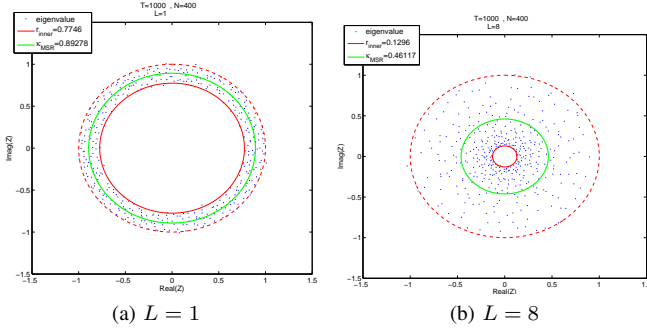 T=1000 , N=400
L=1
eigenvalue
r_inner=0.7746
κ_MSR=0.89278
1.5
1
0.5
0
-0.5
-1
-1.5
Imag(Z)
-1.5 -1 -0.5 0 0.5 1 1.5
Real(Z)
(a) L = 1
T=1000 , N=400
L=8
eigenvalue
r_inner=0.1296
κ_MSR=0.46117
1.5
1
0.5
0
-0.5
-1
-1.5
Imag(Z)
-1.5 -1 -0.5 0 0.5 1 1.5
Real(Z)
(b) L = 8